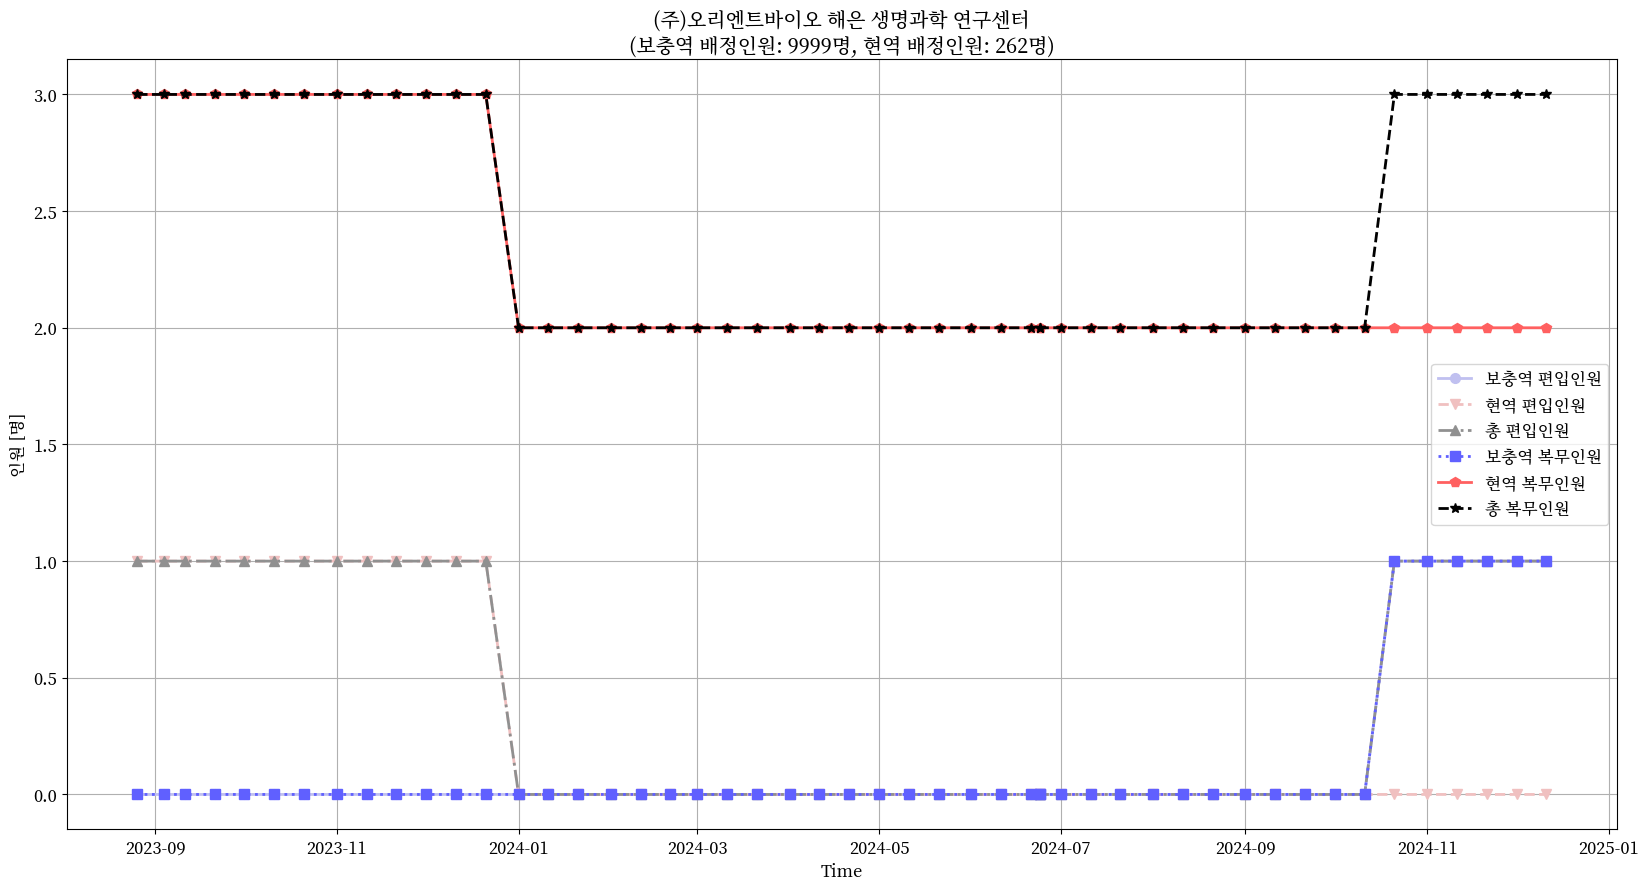 (주)오리엔트바이오 해은 생명과학 연구센터
(보충역 배정인원: 9999명, 현역 배정인원: 262명)
3.0
2.5
2.0
1.5
1.0
0.5
0.0
인원 [명]
보충역 편입인원
현역 편입인원
총 편입인원
보충역 복무인원
현역 복무인원
총 복무인원
2023-09
2023-11
2024-01
2024-03
2024-05
2024-07
2024-09
2024-11
2025-01
Time